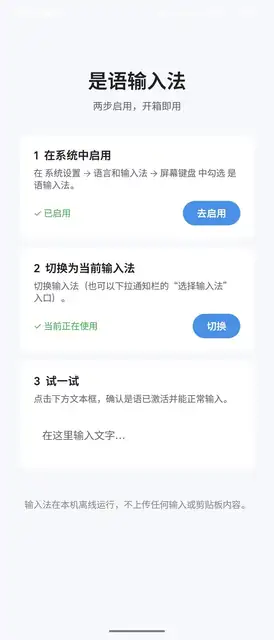 是语输入法
两步启用，开箱即用
1 在系统中启用
在 系统设置 → 语言和输入法 → 屏幕键盘 中勾选 是
语输入法。
✓ 已启用
去启用
2 切换为当前输入法
切换输入法（也可以下拉通知栏的“选择输入法”
入口）。
✓ 当前正在使用
切换
3 试一试
点击下方文本框，确认是语已激活并能正常输入。
在这里输入文字…
输入法在本机离线运行，不上传任何输入或剪贴板内容。